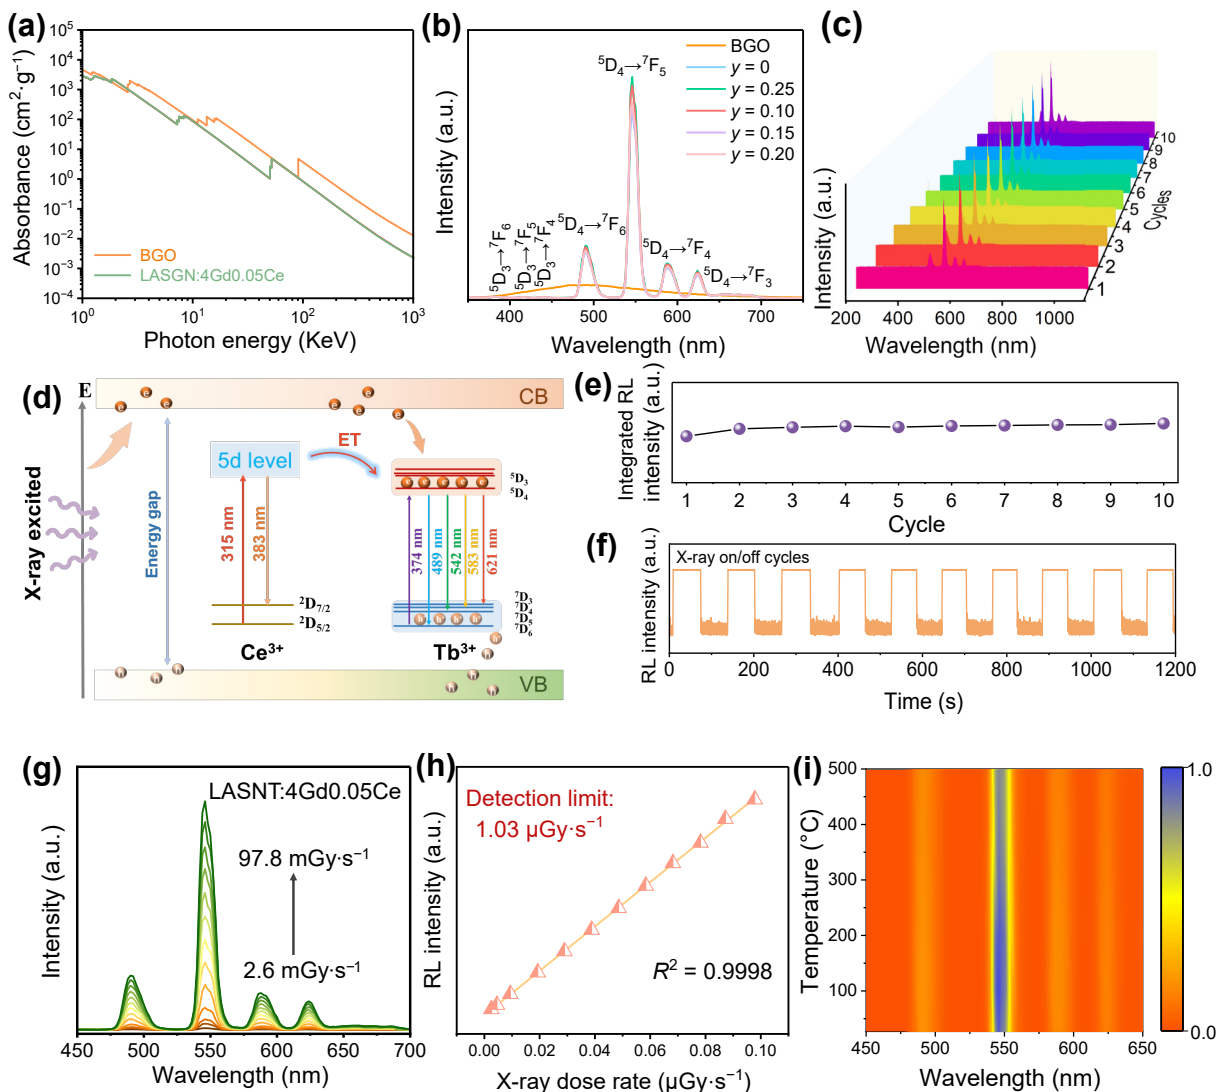 (a)
10⁵
10⁴
10³
10²
10¹
10⁰
10⁻¹
10⁻²
10⁻³
10⁻⁴
Absorbance (cm²·g⁻¹)
BGO
LASGN:4Gd0.05Ce
10⁰ 10¹ 10² 10³
Photon energy (KeV)
(b)
Intensity (a.u.)
BGO
y = 0
y = 0.25
y = 0.10
y = 0.15
y = 0.20
⁵D₄→⁷F₅
⁵D₃→⁷F₆
⁵D₃→⁷F₅
⁵D₃→⁷F₄
⁵D₄→⁷F₆
⁵D₄→⁷F₄
⁵D₄→⁷F₃
400 500 600 700
Wavelength (nm)
(c)
Intensity (a.u.)
10
9
8
7
6
5
4
3
2
1
Cycles
200 400 600 800 1000
Wavelength (nm)
(d)
E
CB
X-ray excited
Energy gap
5d level
ET
315 nm
383 nm
²D₇/₂
²D₅/₂
Ce³⁺
⁵D₃
⁵D₄
374 nm
489 nm
542 nm
583 nm
621 nm
⁷D₃
⁷D₄
⁷D₅
⁷D₆
Tb³⁺
VB
e e e e e e e e e e e e
h h h h h h h h h h h h
(e)
Integrated RL
intensity (a.u.)
1 2 3 4 5 6 7 8 9 10
Cycle
(f)
RL intensity (a.u.)
X-ray on/off cycles
0 200 400 600 800 1000 1200
Time (s)
(g)
Intensity (a.u.)
LASNT:4Gd0.05Ce
97.8 mGy·s⁻¹
2.6 mGy·s⁻¹
450 500 550 600 650 700
Wavelength (nm)
(h)
RL intensity (a.u.)
Detection limit:
1.03 μGy·s⁻¹
R² = 0.9998
0.00 0.02 0.04 0.06 0.08 0.10
X-ray dose rate (μGy·s⁻¹)
(i)
Temperature (°C)
500
400
300
200
100
450 500 550 600 650
Wavelength (nm)
1.0
0.0